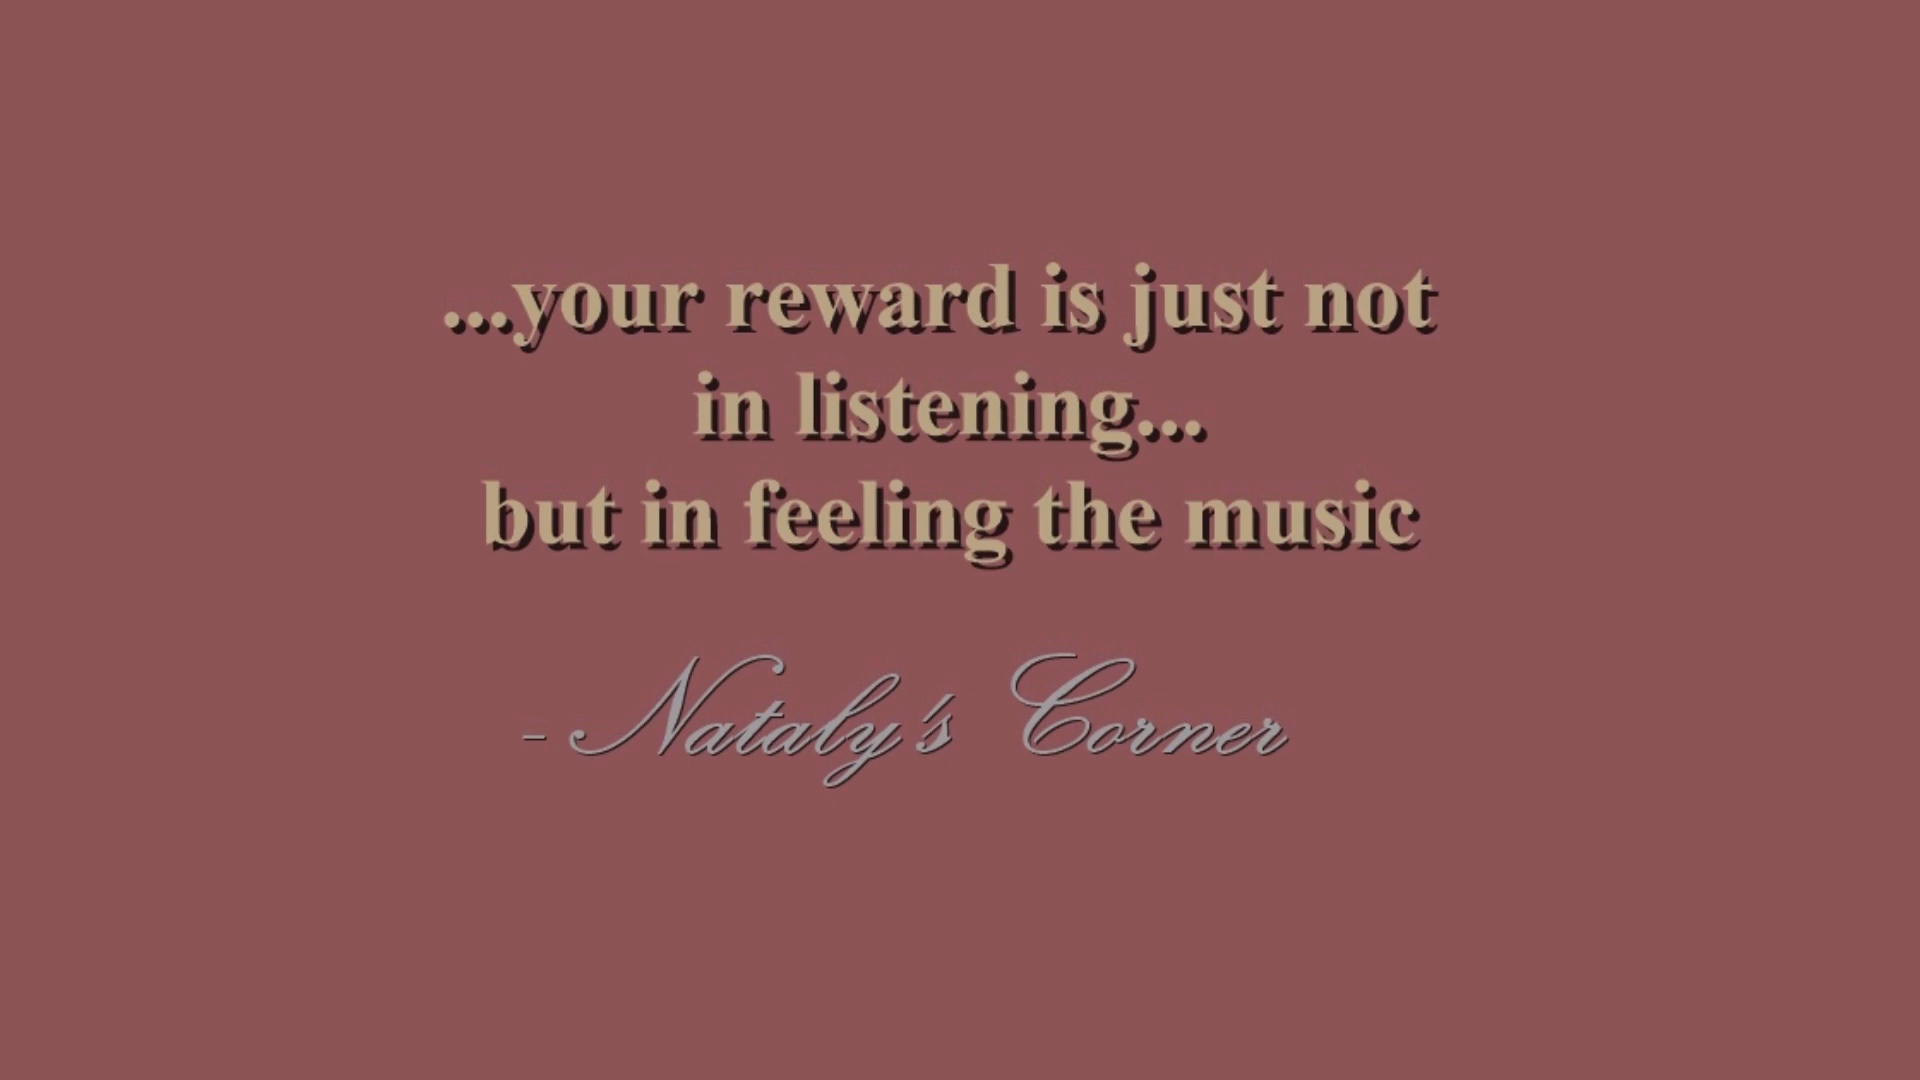 ...your reward is just not
in listening...
but in feeling the music
- Nataly's Corner